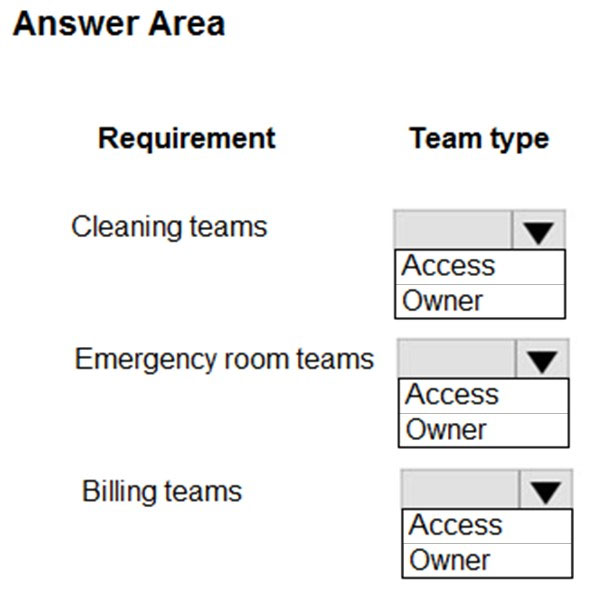 Answer Area
Requirement Team type
Cleaning teams
Access
Owner
Emergency room teams
Access
Owner
Billing teams
Access
Owner